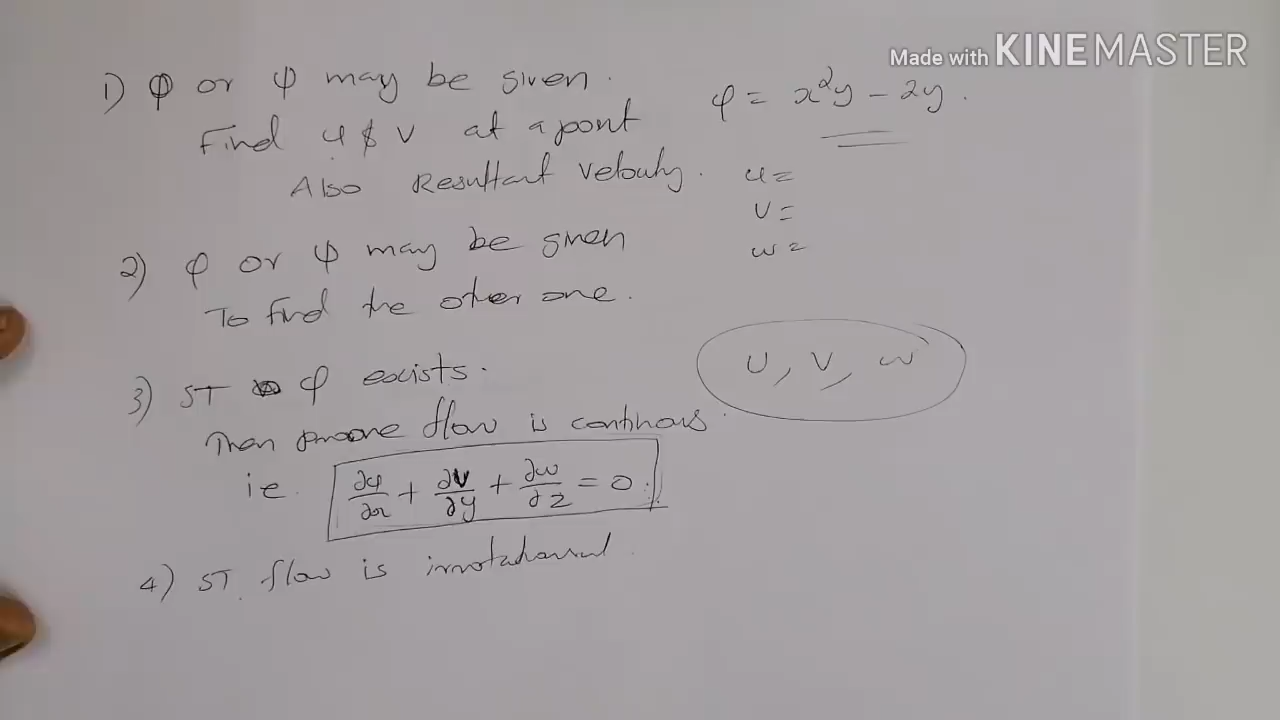 Made with KINEMASTER
1) φ or ψ may be given.
Find u & v at a point
Also Resultant velocity.
φ = x²y – 2y.
u =
v =
w =
2) φ or ψ may be given
To find the other one.
3) ST φ exists.
Then prove flow is continous
ie. ∂u/∂x + ∂v/∂y + ∂w/∂z = 0.
U, V, W
4) ST. flow is irrotational.